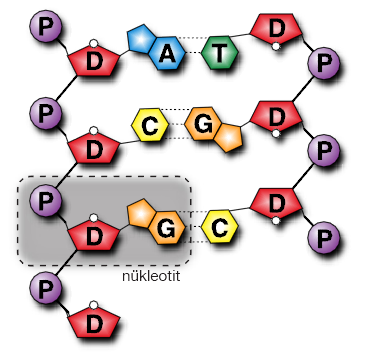 P D A T D P
P D C G D P
P D G C D P
nükleotit
P D